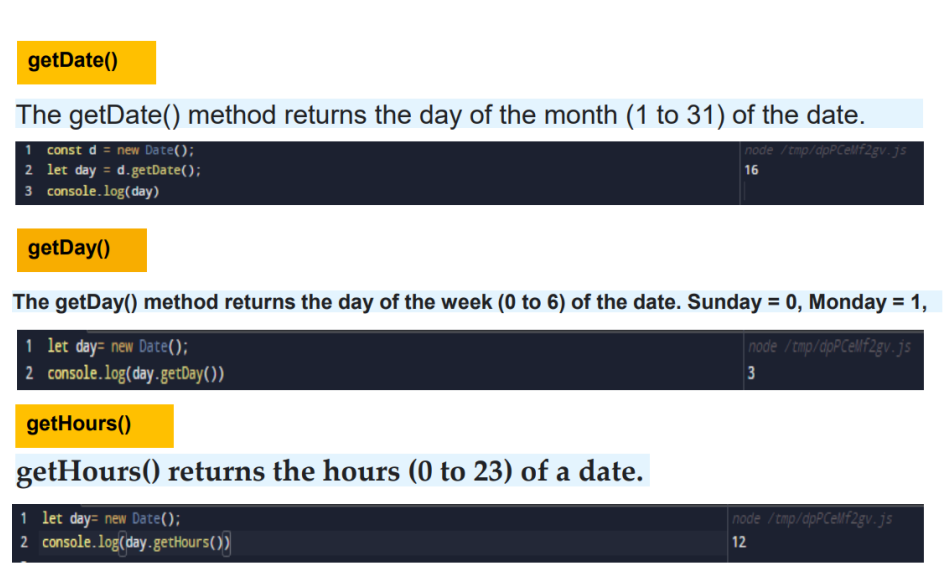 getDate()
The getDate() method returns the day of the month (1 to 31) of the date.
1 const d = new Date();
node /tmp/dpPCeMf2gv.js
2 let day = d.getDate();
16
3 console.log(day)
getDay()
The getDay() method returns the day of the week (0 to 6) of the date. Sunday = 0, Monday = 1,
1 let day= new Date();
node /tmp/dpPCeMf2gv.js
2 console.log(day.getDay())
3
getHours()
getHours() returns the hours (0 to 23) of a date.
1 let day= new Date();
node /tmp/dpPCeMf2gv.js
2 console.log(day.getHours())
12